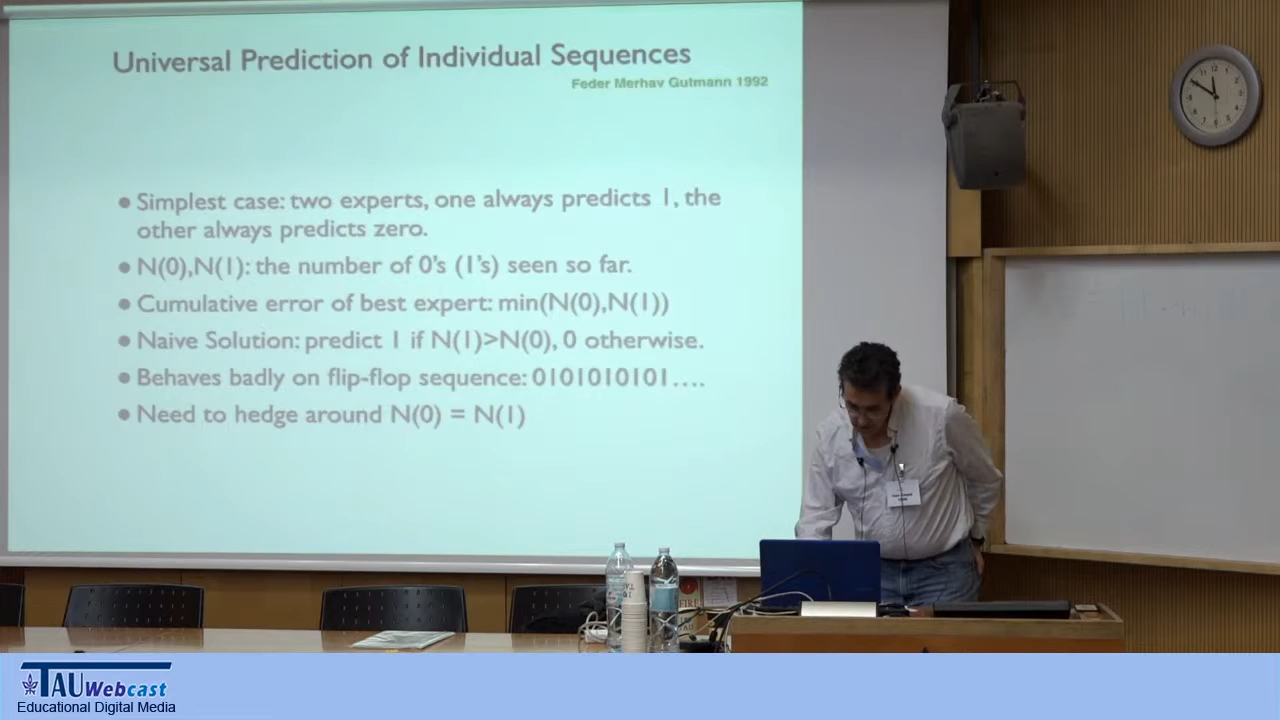 Universal Prediction of Individual Sequences
Feder Merhav Gutmann 1992
• Simplest case: two experts, one always predicts 1, the
other always predicts zero.
• N(0),N(1): the number of 0's (1's) seen so far.
• Cumulative error of best expert: min(N(0),N(1))
• Naive Solution: predict 1 if N(1)>N(0), 0 otherwise.
• Behaves badly on flip-flop sequence: 0101010101....
• Need to hedge around N(0) = N(1)
FIRE
TAU Webcast
Educational Digital Media